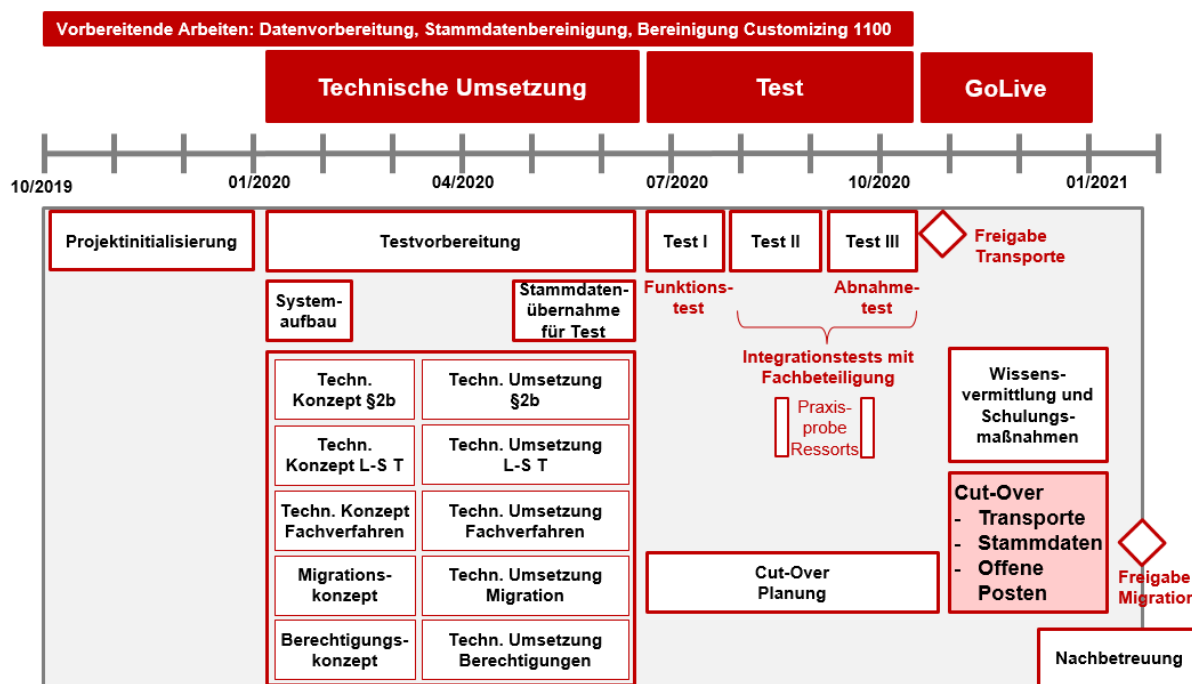 Vorbereitende Arbeiten: Datenvorbereitung, Stammdatenbereinigung, Bereinigung Customizing 1100
Technische Umsetzung
Test
GoLive
10/2019
01/2020
04/2020
07/2020
10/2020
01/2021
Projektinitialisierung
Testvorbereitung
Test I
Test II
Test III
Freigabe
Transporte
System-
aufbau
Stammdaten-
übernahme
für Test
Funktions-
test
Abnahme-
test
Integrationstests mit
Fachbeteiligung
Praxis-
probe
Ressorts
Techn.
Konzept §2b
Techn. Umsetzung
§2b
Techn.
Konzept L-S T
Techn. Umsetzung
L-S T
Techn. Konzept
Fachverfahren
Techn. Umsetzung
Fachverfahren
Migrations-
konzept
Techn. Umsetzung
Migration
Berechtigungs-
konzept
Techn. Umsetzung
Berechtigungen
Wissens-
vermittlung und
Schulungs-
maßnahmen
Cut-Over
- Transporte
- Stammdaten
- Offene
Posten
Cut-Over
Planung
Freigabe
Migration
Nachbetreuung